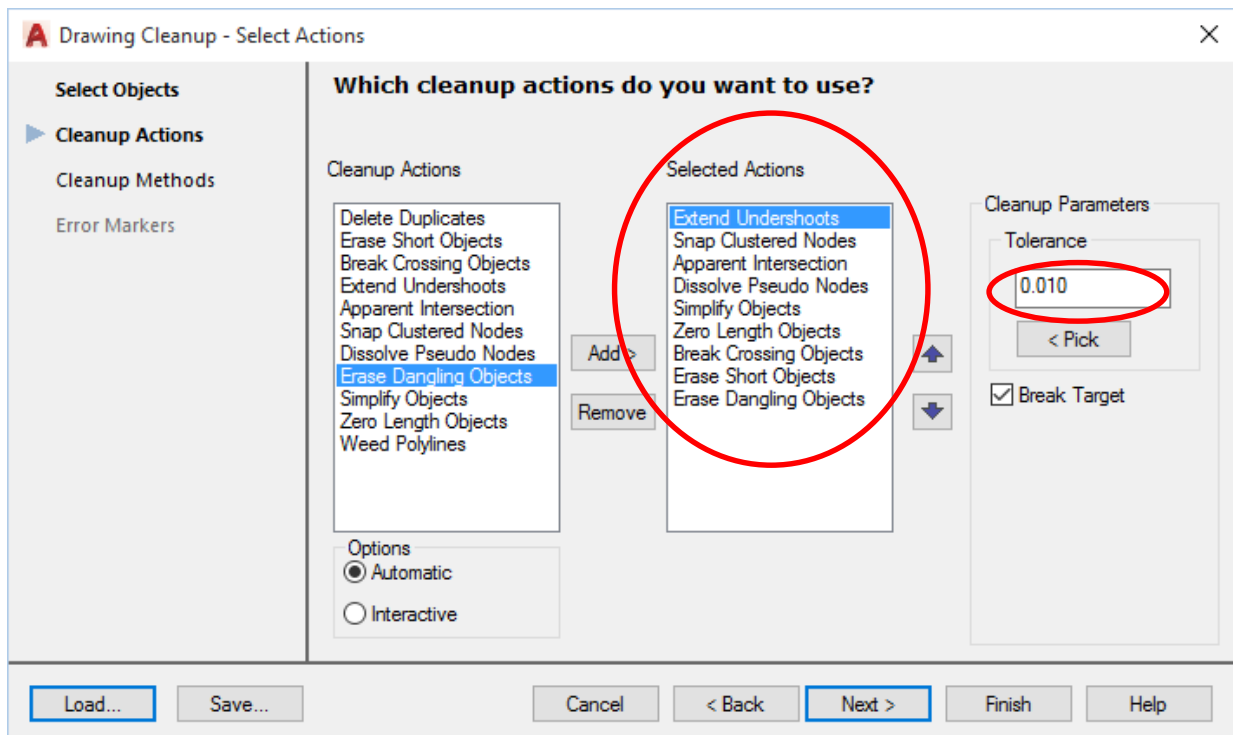 Drawing Cleanup - Select Actions
Select Objects
Cleanup Actions
Cleanup Methods
Error Markers
Which cleanup actions do you want to use?
Cleanup Actions
Delete Duplicates
Erase Short Objects
Break Crossing Objects
Extend Undershoots
Apparent Intersection
Snap Clustered Nodes
Dissolve Pseudo Nodes
Erase Dangling Objects
Simplify Objects
Zero Length Objects
Weed Polylines
Options
Automatic
Interactive
Add >
Remove
Selected Actions
Extend Undershoots
Snap Clustered Nodes
Apparent Intersection
Dissolve Pseudo Nodes
Simplify Objects
Zero Length Objects
Break Crossing Objects
Erase Short Objects
Erase Dangling Objects
Cleanup Parameters
Tolerance
0.010
< Pick
Break Target
Load...
Save...
Cancel
< Back
Next >
Finish
Help